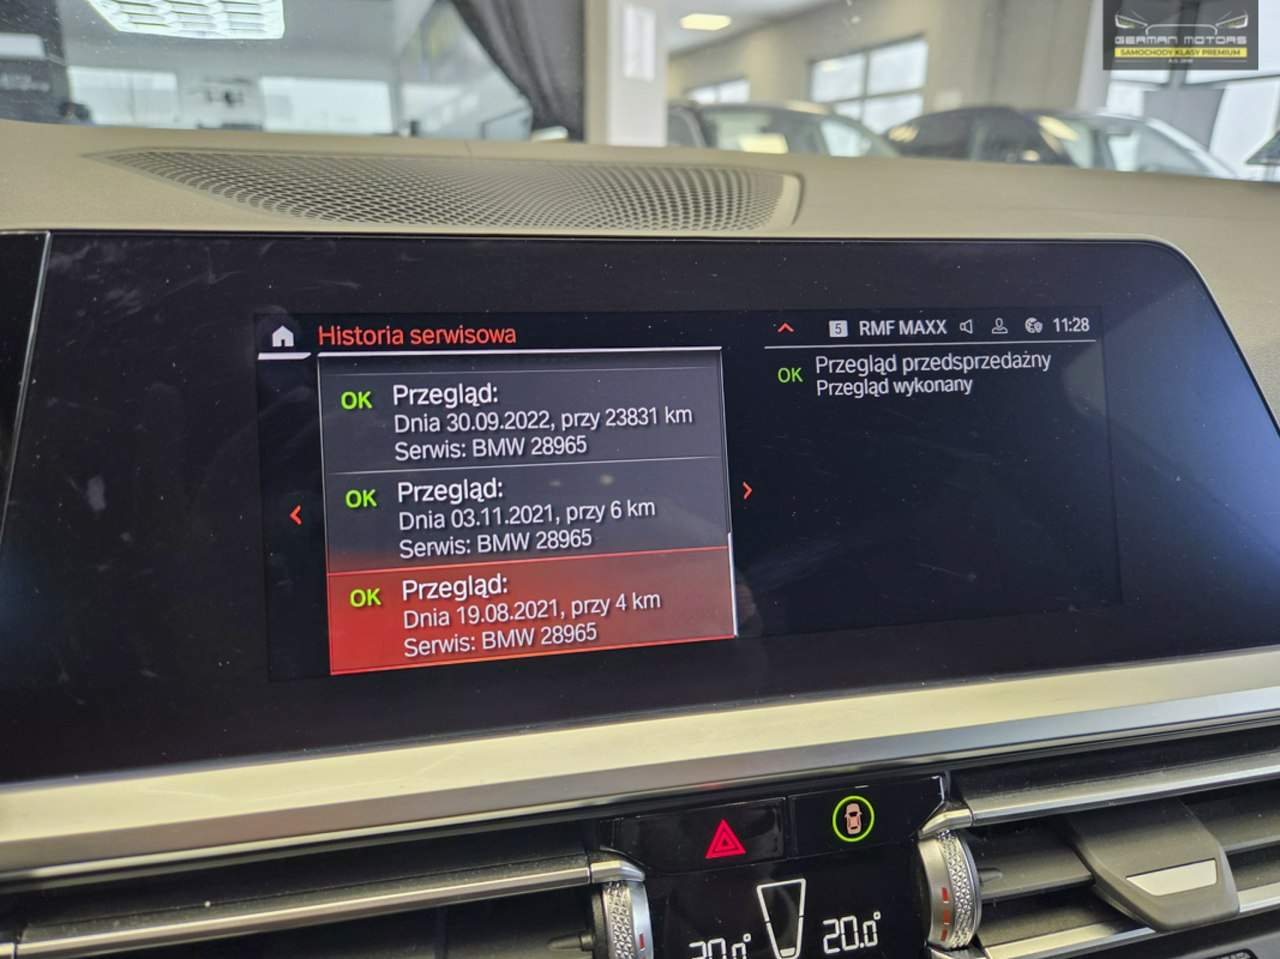 GERMAN MOTORS
SAMOCHODY KLASY PREMIUM
Historia serwisowa
5 RMF MAXX 11:28
OK Przegląd:
Dnia 30.09.2022, przy 23831 km
Serwis: BMW 28965
OK Przegląd:
Dnia 03.11.2021, przy 6 km
Serwis: BMW 28965
OK Przegląd:
Dnia 19.08.2021, przy 4 km
Serwis: BMW 28965
OK Przegląd przedsprzedażny
Przegląd wykonany
20.0° 20.0°